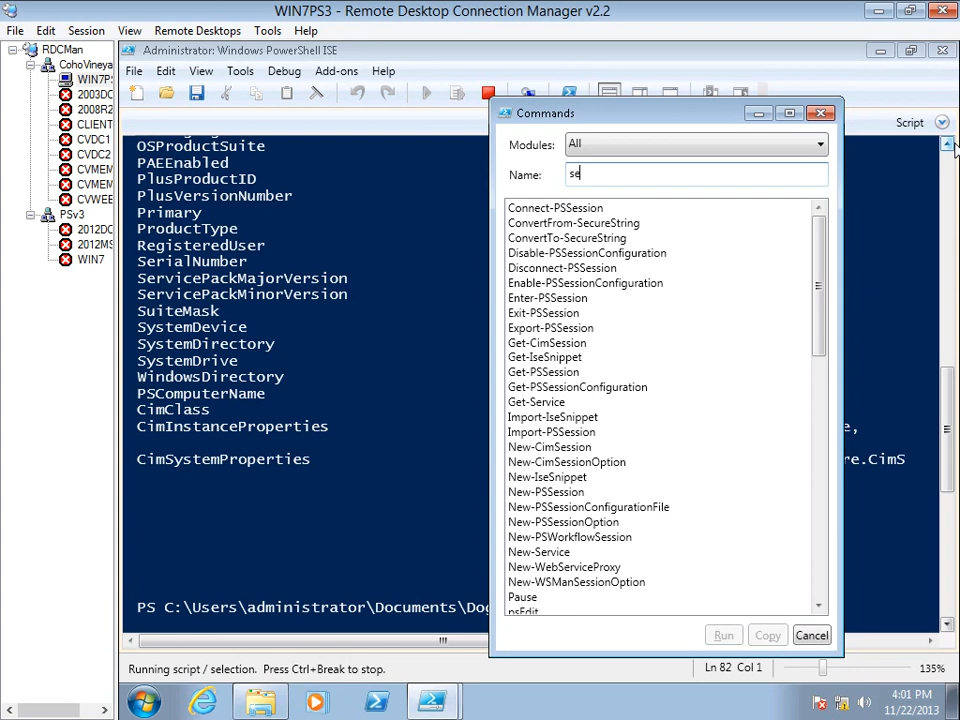 WIN7PS3 - Remote Desktop Connection Manager v2.2
File Edit Session View Remote Desktops Tools Help
RDCMan
CohoVineya
WIN7PS
2003DC
2008R2
CLIENT
CVDC1
CVDC2
CVMEM
CVMEM
CVWEE
PSv3
2012DC
2012MS
WIN7
Administrator: Windows PowerShell ISE
File Edit View Tools Debug Add-ons Help
Script
OSProductSuite
PAEEnabled
PlusProductID
PlusVersionNumber
Primary
ProductType
RegisteredUser
SerialNumber
ServicePackMajorVersion
ServicePackMinorVersion
SuiteMask
SystemDevice
SystemDirectory
SystemDrive
WindowsDirectory
PSComputerName
CimClass
CimInstanceProperties e,
CimSystemProperties re.CimS
PS C:\Users\administrator\Documents\Do
Commands
Modules: All
Name: se
Connect-PSSession
ConvertFrom-SecureString
ConvertTo-SecureString
Disable-PSSessionConfiguration
Disconnect-PSSession
Enable-PSSessionConfiguration
Enter-PSSession
Exit-PSSession
Export-PSSession
Get-CimSession
Get-IseSnippet
Get-PSSession
Get-PSSessionConfiguration
Get-Service
Import-IseSnippet
Import-PSSession
New-CimSession
New-CimSessionOption
New-IseSnippet
New-PSSession
New-PSSessionConfigurationFile
New-PSSessionOption
New-PSWorkflowSession
New-Service
New-WebServiceProxy
New-WSManSessionOption
Pause
psEdit
Run Copy Cancel
Running script / selection. Press Ctrl+Break to stop.
Ln 82 Col 1
135%
4:01 PM
11/22/2013